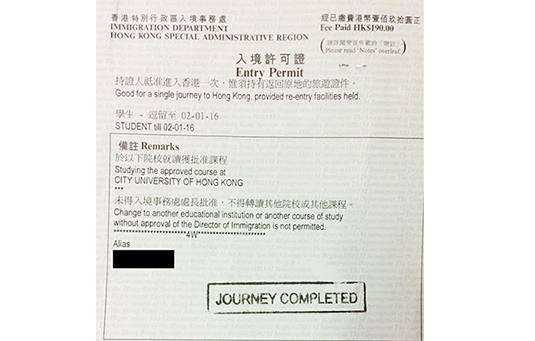 香港特別行政區入境事務處
IMMIGRATION DEPARTMENT
HONG KONG SPECIAL ADMINISTRATIVE REGION
經已繳費港幣壹佰玖拾圓正
Fee Paid HK$190.00
(請詳閱背頁所載的「附註」
Please read 'Notes' overleaf)
入境許可證
Entry Permit
持證人祇准進入香港一次，惟須持有返回原地的旅遊證件。
Good for a single journey to Hong Kong, provided re-entry facilities held.
學生 - 逗留至 02-01-16
STUDENT till 02-01-16
備註 Remarks
於以下院校就讀獲批准課程
Studying the approved course at
CITY UNIVERSITY OF HONG KONG
***
未得入境事務處處長批准，不得轉讀其他院校或其他課程。
Change to another educational institution or another course of study
without approval of the Director of Immigration is not permitted.
Alias
JOURNEY COMPLETED